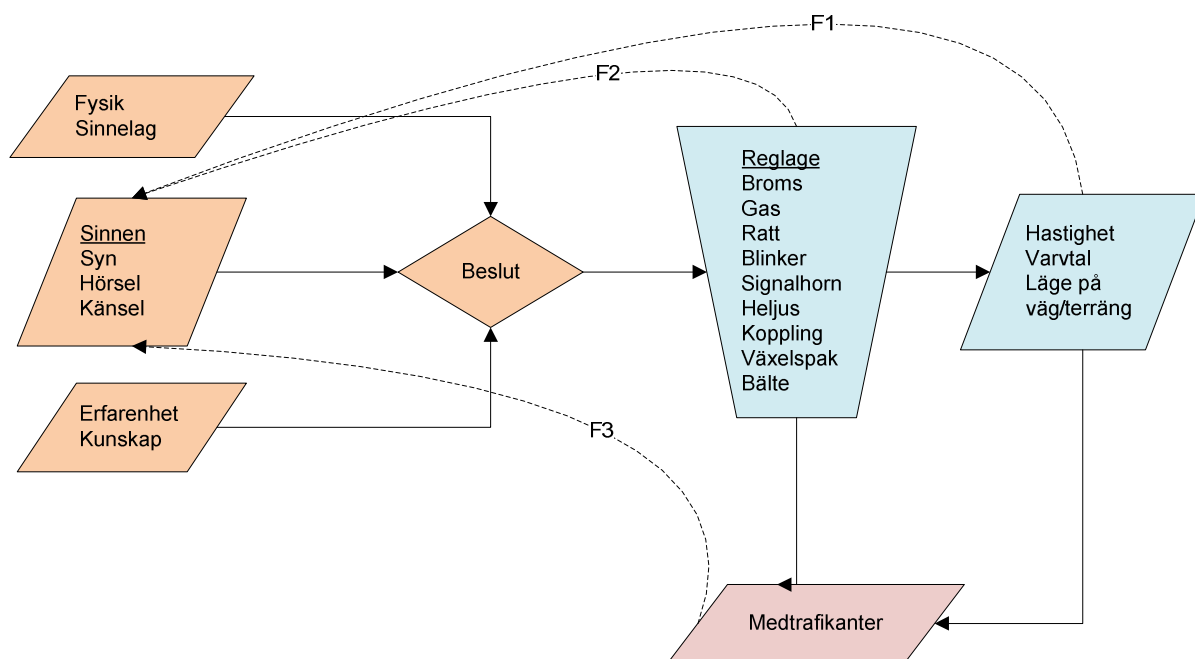 F1
F2
Fysik
Sinnelag
Sinnen
Syn
Hörsel
Känsel
Erfarenhet
Kunskap
Beslut
Reglage
Broms
Gas
Ratt
Blinker
Signalhorn
Heljus
Koppling
Växelspak
Bälte
Hastighet
Varvtal
Läge på
väg/terräng
F3
Medtrafikanter